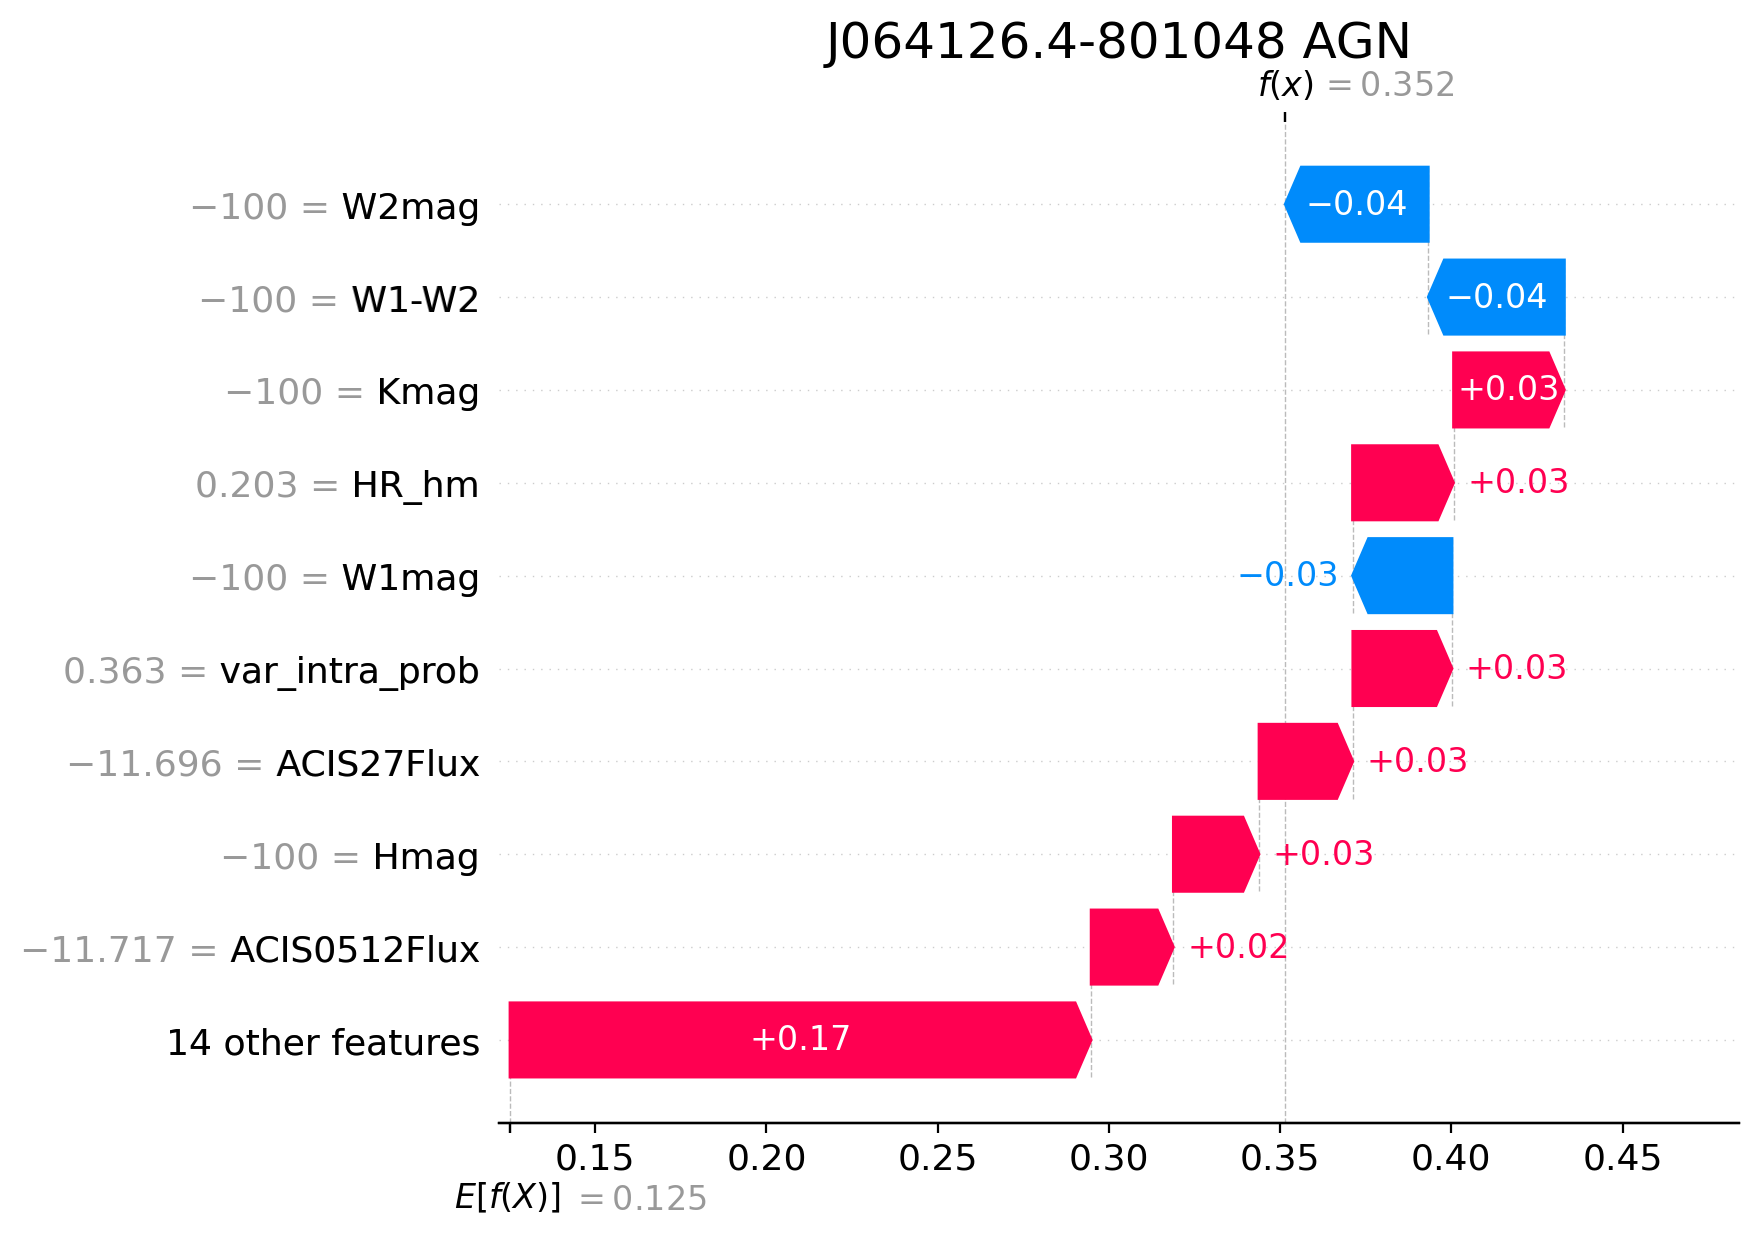 J064126.4-801048 AGN
f(x) = 0.352
−100 = W2mag −0.04
−100 = W1-W2 −0.04
−100 = Kmag +0.03
0.203 = HR_hm +0.03
−100 = W1mag −0.03
0.363 = var_intra_prob +0.03
−11.696 = ACIS27Flux +0.03
−100 = Hmag +0.03
−11.717 = ACIS0512Flux +0.02
14 other features +0.17
0.15 0.20 0.25 0.30 0.35 0.40 0.45
E[f(X)] = 0.125